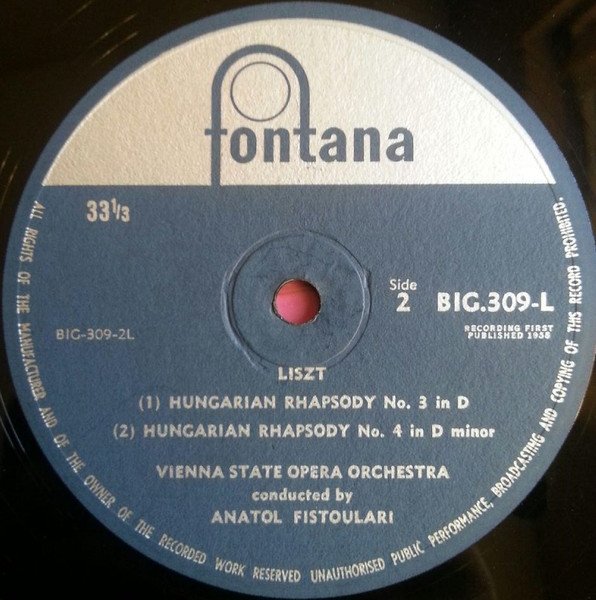 fontana
33 1/3
Side
2
BIG.309-L
BIG-309-2L
RECORDING FIRST
PUBLISHED 1958
LISZT
(1) HUNGARIAN RHAPSODY No. 3 in D
(2) HUNGARIAN RHAPSODY No. 4 in D minor
VIENNA STATE OPERA ORCHESTRA
conducted by
ANATOL FISTOULARI
ALL RIGHTS OF THE MANUFACTURER AND OF THE OWNER OF THE RECORDED WORK RESERVED UNAUTHORISED PUBLIC PERFORMANCE, BROADCASTING AND COPYING OF THIS RECORD PROHIBITED.